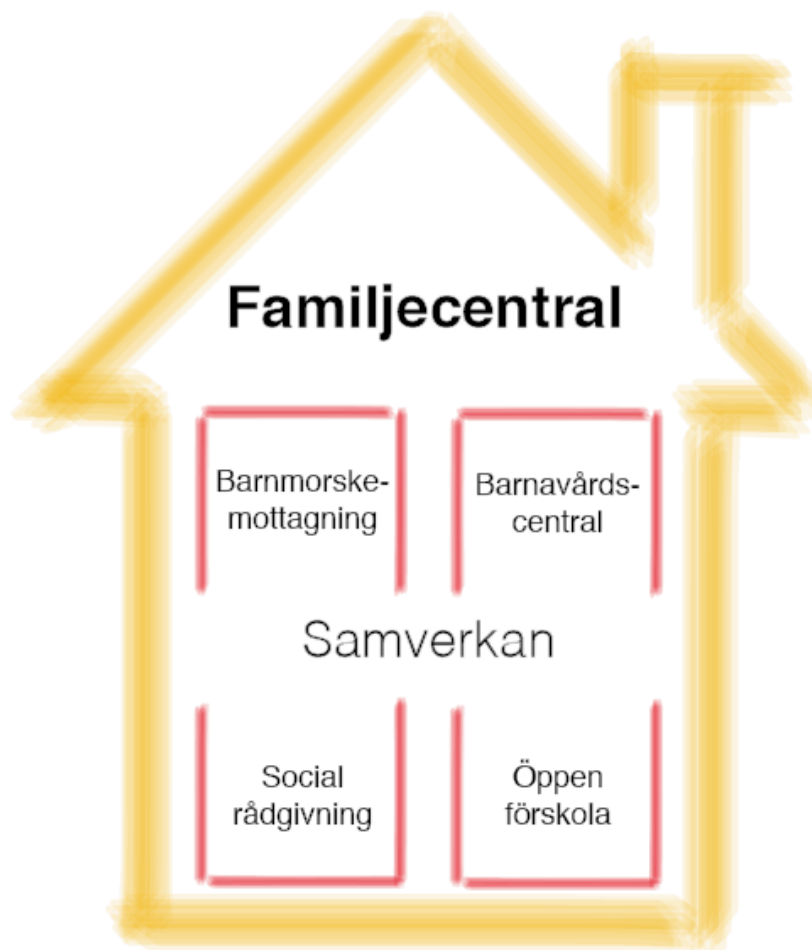 Familjecentral
Barnmorske-
mottagning
Barnavårds-
central
Samverkan
Social
rådgivning
Öppen
förskola